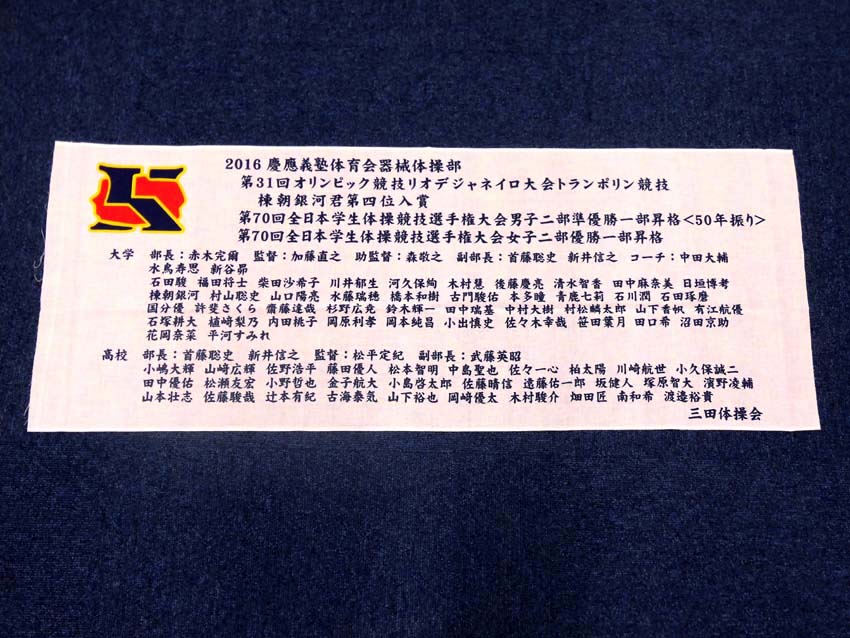 2016 慶應義塾体育会器械体操部
第31回オリンピック競技リオデジャネイロ大会トランポリン競技
棟朝銀河君第四位入賞
第70回全日本学生体操競技選手権大会男子二部準優勝一部昇格<50年振り>
第70回全日本学生体操競技選手権大会女子二部優勝一部昇格
大学 部長：赤木完爾 監督：加藤直之 助監督：森敬之 副部長：首藤聡史 新井信之 コーチ：中田大輔
水鳥寿思 新谷昴
石田駿 福田将士 柴田沙希子 川井郁生 河久保絢 木村慧 後藤慶亮 清水智香 田中麻奈美 日垣博考
棟朝銀河 村山聡史 山口陽亮 水藤瑞穂 橋本和樹 古門駿佑 本多瞳 青鹿七莉 石川潤 石田琢磨
国分優 許斐さくら 齋藤達哉 杉野広尭 鈴木輝一 田中瑞基 中村大樹 村松麟太郎 山下香帆 有江航優
石塚耕大 植﨑梨乃 内田桃子 岡原利孝 岡本純昌 小出慎史 佐々木幸哉 笹田葉月 田口希 沼田京助
花岡奈菜 平河すみれ
高校 部長：首藤聡史 新井信之 監督：松平定紀 副部長：武藤英昭
小嶋大輝 山崎広輝 佐野浩平 藤田優人 松本智明 中島聖也 佐々一心 柏太陽 川崎航世 小久保誠二
田中優佑 松瀬友宏 小野哲也 金子航大 小島啓太郎 佐藤晴信 遠藤佑一郎 坂健人 塚原智大 濱野凌輔
山本壮志 佐藤駿哉 辻本有紀 古海泰気 山下裕也 岡﨑優太 木村駿介 畑田匠 南和希 渡邉裕貴
三田体操会